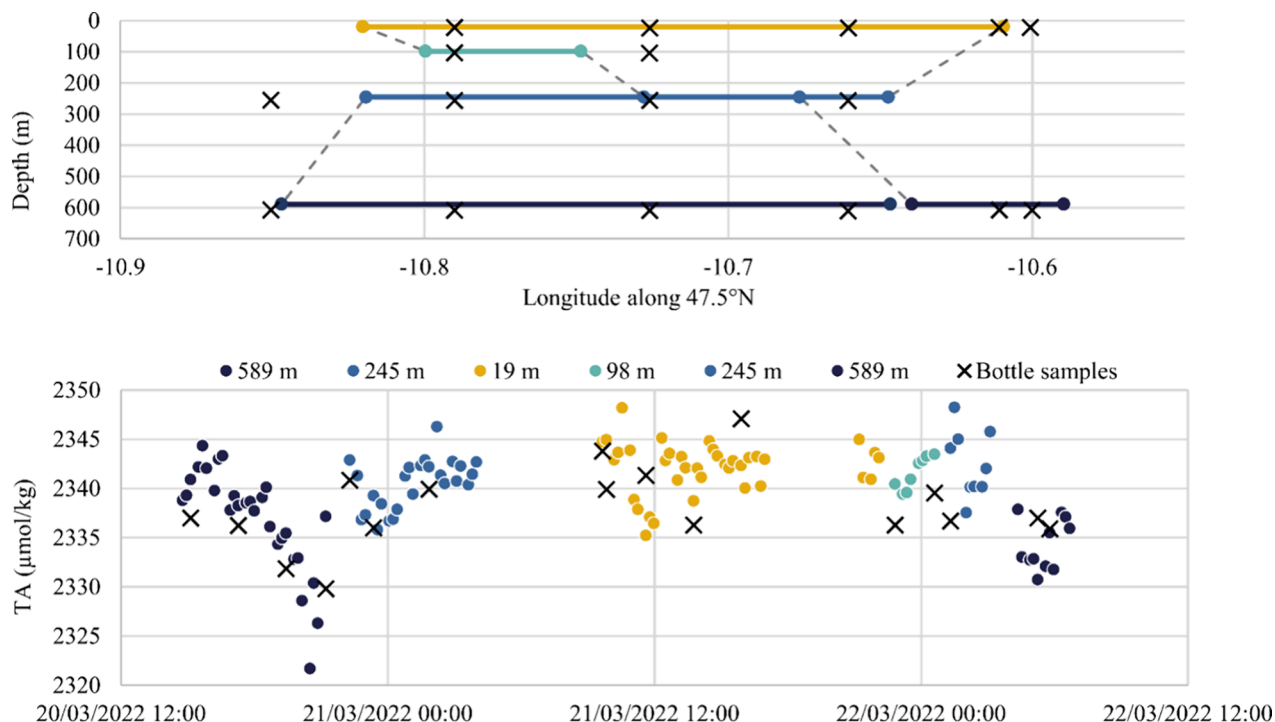 0
100
200
300
400
500
600
700
Depth (m)
-10.9 -10.8 -10.7 -10.6
Longitude along 47.5°N
589 m 245 m 19 m 98 m 245 m 589 m Bottle samples
2350
2345
2340
2335
2330
2325
2320
TA (μmol/kg)
20/03/2022 12:00 21/03/2022 00:00 21/03/2022 12:00 22/03/2022 00:00 22/03/2022 12:00